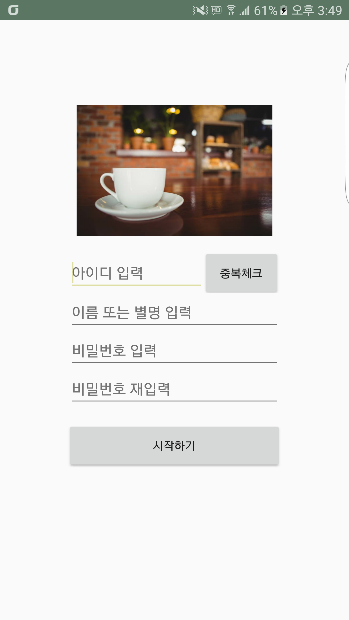 61% 오후 3:49
아이디 입력
중복체크
이름 또는 별명 입력
비밀번호 입력
비밀번호 재입력
시작하기